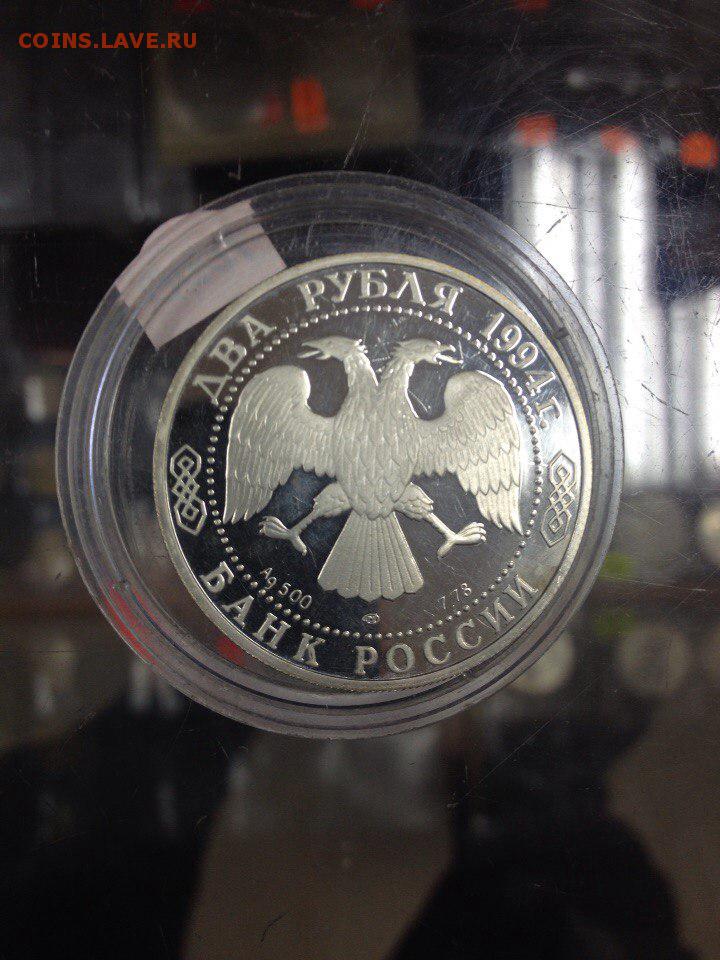 COINS.LAVE.RU
ДВА РУБЛЯ 1994 г.
Ag 500
7.78
БАНК РОССИИ